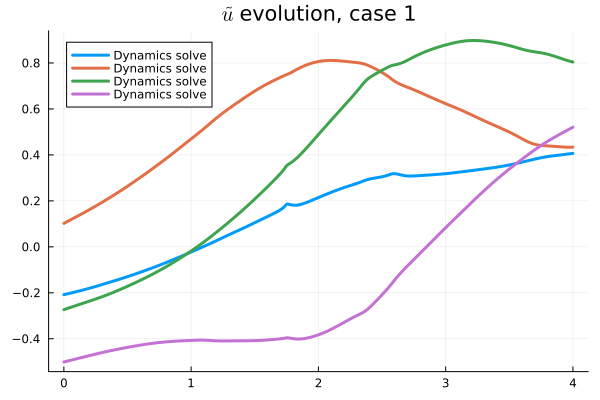 ũ evolution, case 1
Dynamics solve
Dynamics solve
Dynamics solve
Dynamics solve
0.8
0.6
0.4
0.2
0.0
−0.2
−0.4
0 1 2 3 4